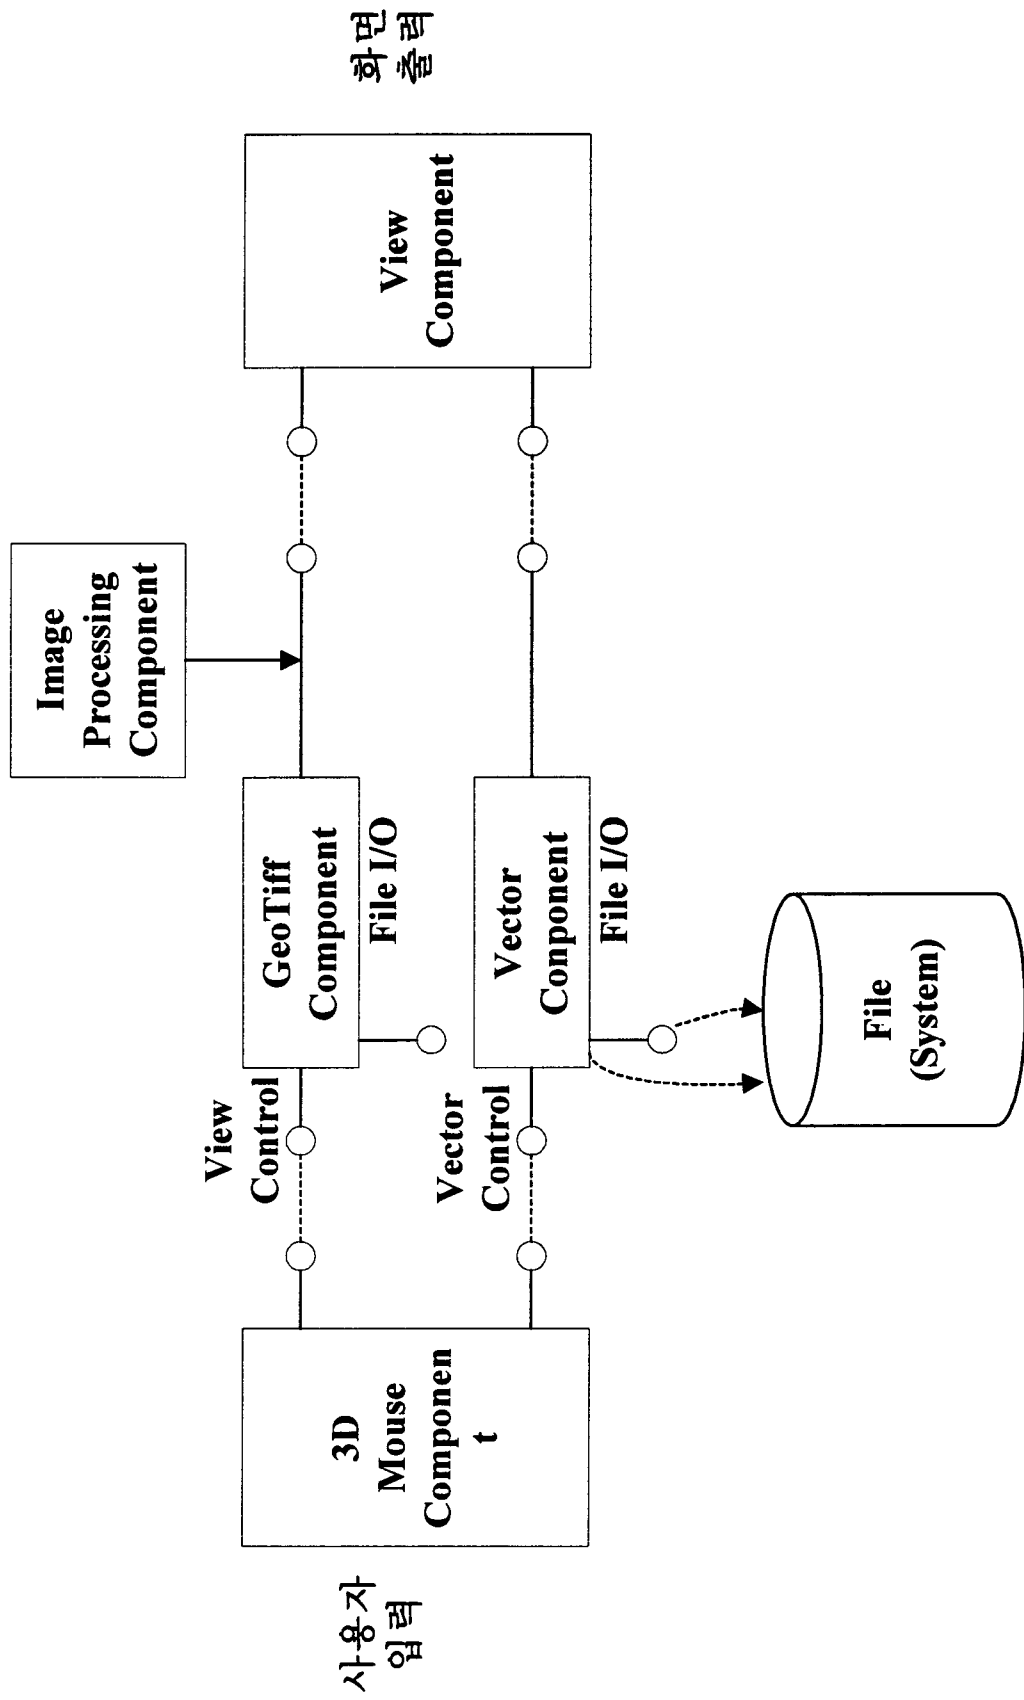 사용자
입력
3D
Mouse
Componen
t
View
Control
Vector
Control
GeoTiff
Component
File I/O
Vector
Conponent
File I/O
File
(System)
Image
Processing
Component
View
Component
화면
출력